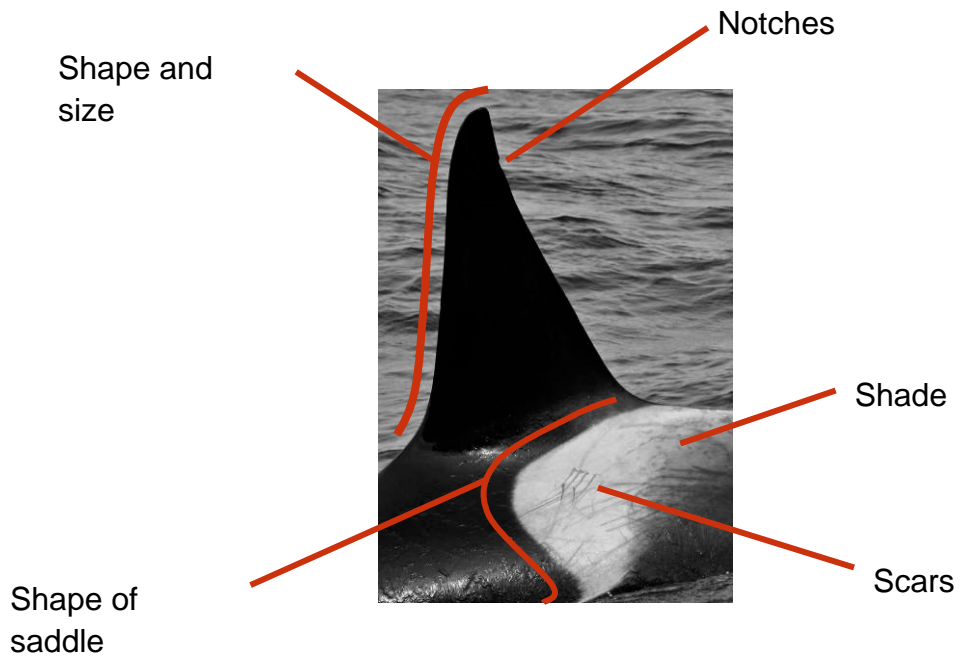 Notches
Shape and
size
Shade
Scars
Shape of
saddle